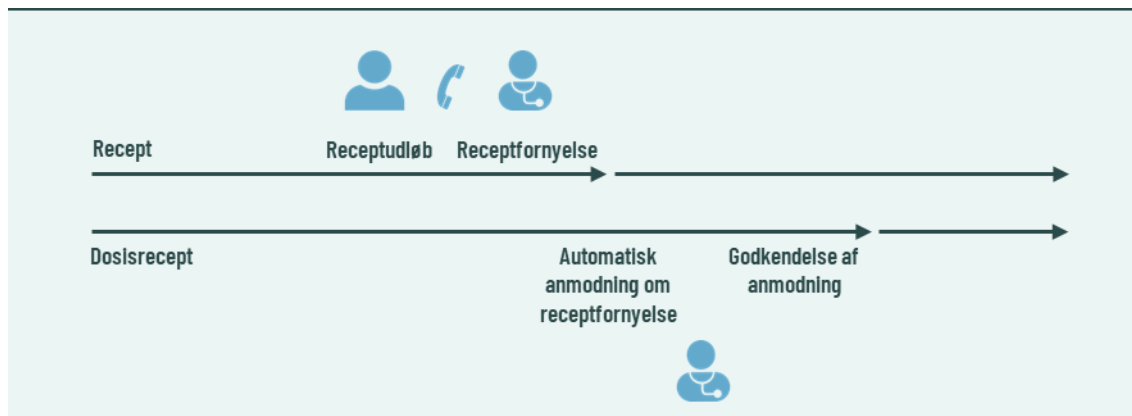 Recept
Receptudløb
Receptfornyelse
Dosisrecept
Automatisk
anmodning om
receptfornyelse
Godkendelse af
anmodning